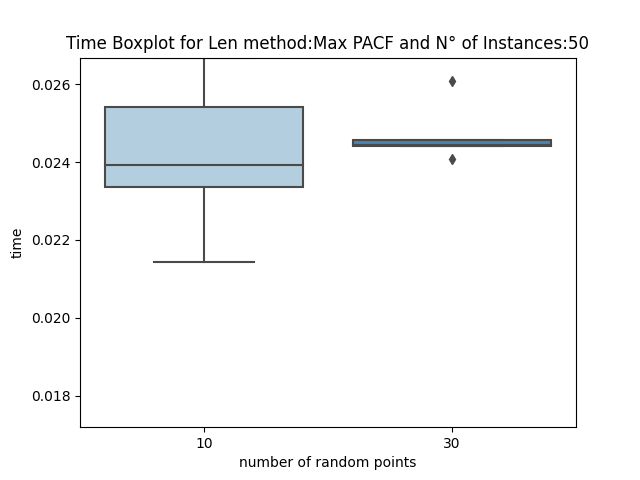 Time Boxplot for Len method:Max PACF and N° of Instances:50
0.026
0.024
0.022
0.020
0.018
time
10 30
number of random points